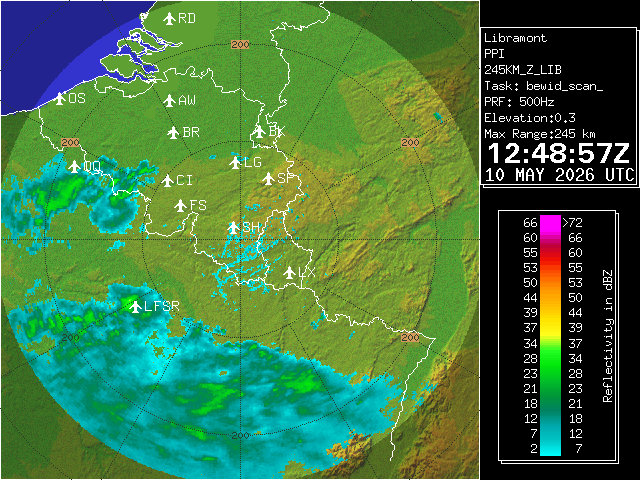 RD
200
OS
AW
BR
BK
200
200
OO
LG
CI
SP
FS
SH
LX
LFSR
200
200
200
Libramont
PPI
245KM_Z_LIB
Task: bewid_scan_
PRF: 500Hz
Elevation:0.3
Max Range:245 km
12:48:57Z
10 MAY 2026 UTC
66 >72
60 66
55 60
53 55
50 53
44 50
39 44
37 39
34 37
28 34
23 28
21 23
18 21
12 18
7 12
2 7
Reflectivity in dBZ